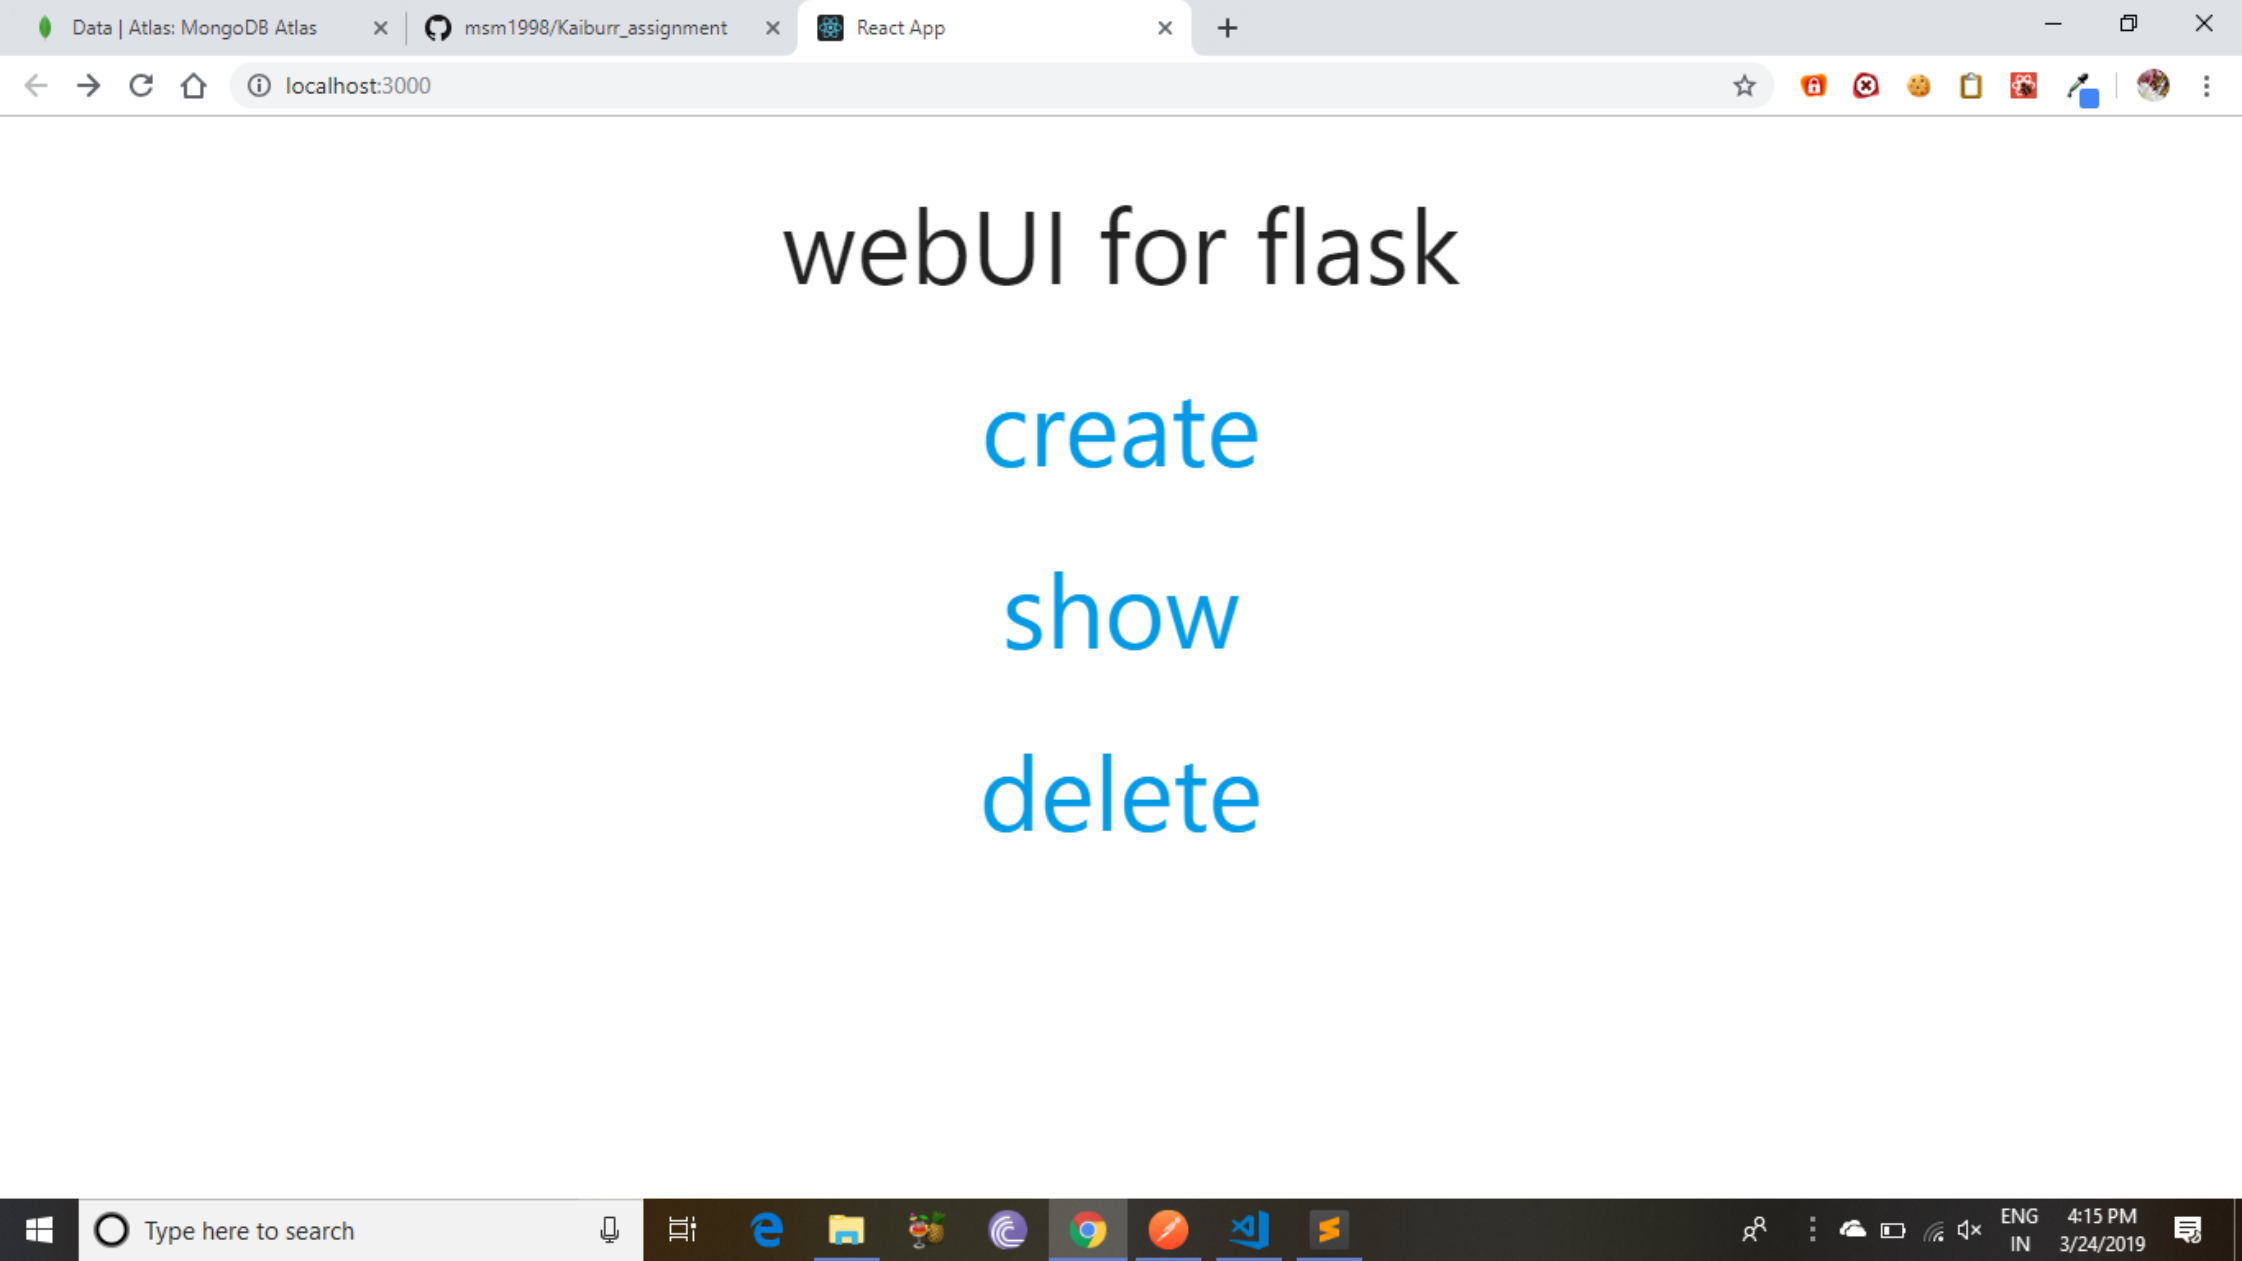 Data | Atlas: MongoDB Atlas
msm1998/Kaiburr_assignment
React App
localhost:3000
webUI for flask
create
show
delete
Type here to search
ENG
IN
4:15 PM
3/24/2019